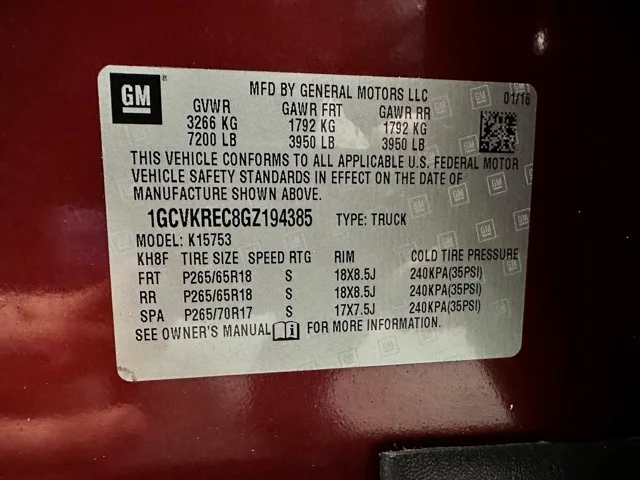 GM ®
MFD BY GENERAL MOTORS LLC
01/16
GVWR GAWR FRT GAWR RR
3266 KG 1792 KG 1792 KG
7200 LB 3950 LB 3950 LB
THIS VEHICLE CONFORMS TO ALL APPLICABLE U.S. FEDERAL MOTOR
VEHICLE SAFETY STANDARDS IN EFFECT ON THE DATE OF
MANUFACTURE SHOWN ABOVE.
1GCVKREC8GZ194385 TYPE: TRUCK
MODEL: K15753
KH8F TIRE SIZE SPEED RTG RIM COLD TIRE PRESSURE
FRT P265/65R18 S 18X8.5J 240KPA(35PSI)
RR P265/65R18 S 18X8.5J 240KPA(35PSI)
SPA P265/70R17 S 17X7.5J 240KPA(35PSI)
SEE OWNER'S MANUAL FOR MORE INFORMATION.